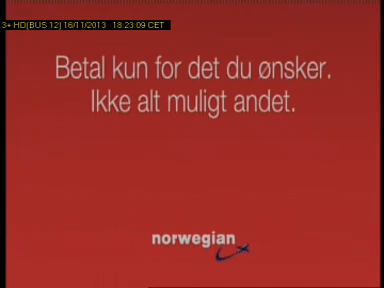 3+ HD|BUS 12| 16/11/2013 18:23:09 CET
Betal kun for det du ønsker.
Ikke alt muligt andet.
norwegian